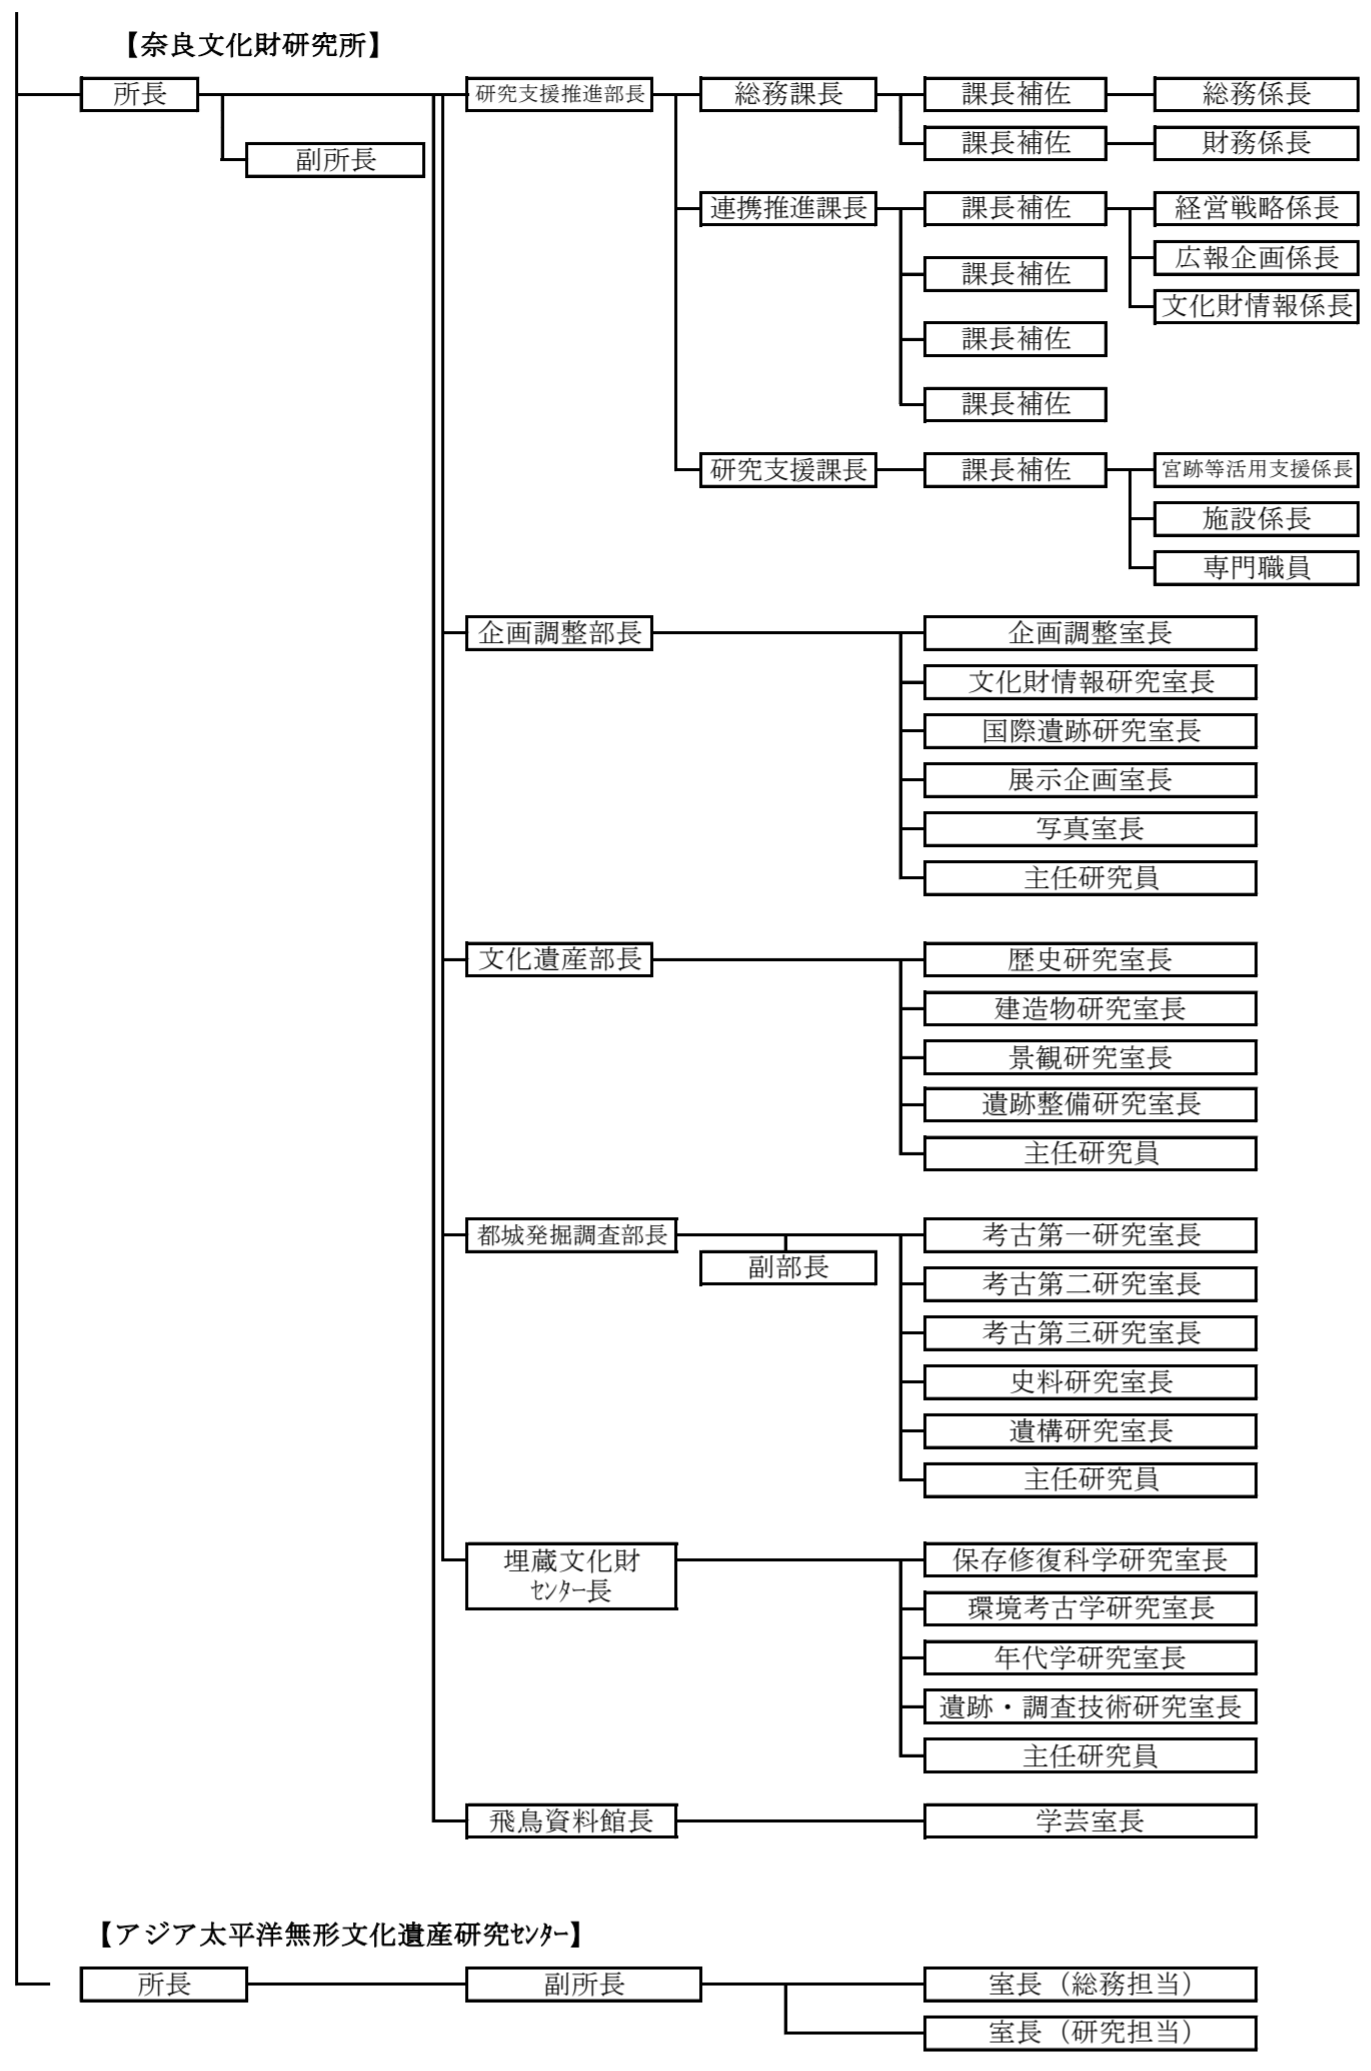 【奈良文化財研究所】
所長
研究支援推進部長
総務課長
課長補佐
総務係長
副所長
課長補佐
財務係長
連携推進課長
課長補佐
経営戦略係長
広報企画係長
課長補佐
文化財情報係長
課長補佐
課長補佐
研究支援課長
課長補佐
宮跡等活用支援係長
施設係長
専門職員
企画調整部長
企画調整室長
文化財情報研究室長
国際遺跡研究室長
展示企画室長
写真室長
主任研究員
文化遺産部長
歴史研究室長
建造物研究室長
景観研究室長
遺跡整備研究室長
主任研究員
都城発掘調査部長
副部長
考古第一研究室長
考古第二研究室長
考古第三研究室長
史料研究室長
遺構研究室長
主任研究員
埋蔵文化財
ｾﾝﾀｰ長
保存修復科学研究室長
環境考古学研究室長
年代学研究室長
遺跡・調査技術研究室長
主任研究員
飛鳥資料館長
学芸室長
【アジア太平洋無形文化遺産研究ｾﾝﾀｰ】
所長
副所長
室長（総務担当）
室長（研究担当）